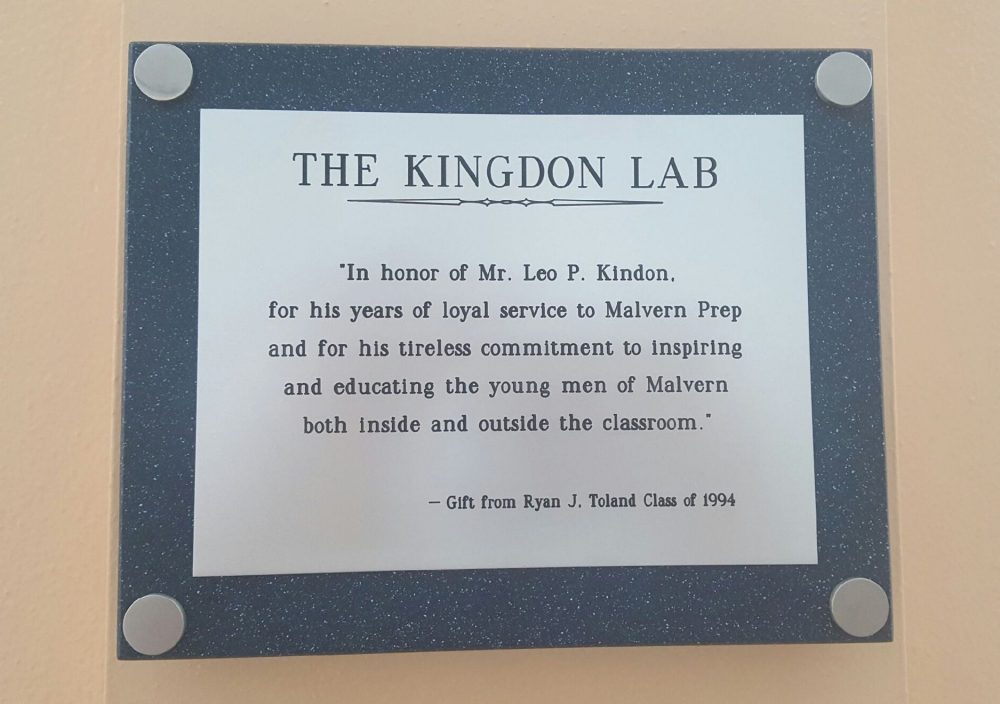 THE KINGDON LAB
"In honor of Mr. Leo P. Kindon,
for his years of loyal service to Malvern Prep
and for his tireless commitment to inspiring
and educating the young men of Malvern
both inside and outside the classroom."
– Gift from Ryan J. Toland Class of 1994